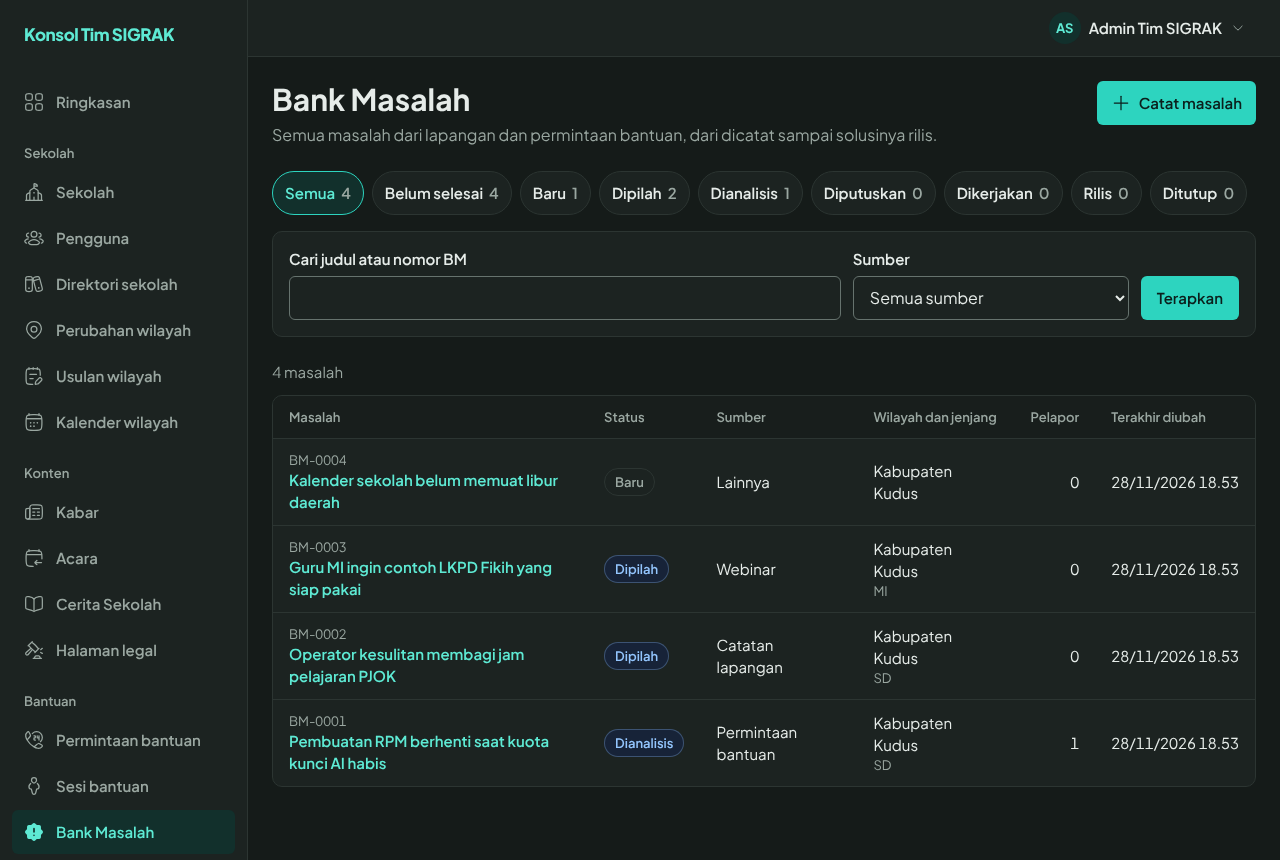 Konsol Tim SIGRAK
AS Admin Tim SIGRAK
Ringkasan
Sekolah
Sekolah
Pengguna
Direktori sekolah
Perubahan wilayah
Usulan wilayah
Kalender wilayah
Konten
Kabar
Acara
Cerita Sekolah
Halaman legal
Bantuan
Permintaan bantuan
Sesi bantuan
Bank Masalah
Bank Masalah
Semua masalah dari lapangan dan permintaan bantuan, dari dicatat sampai solusinya rilis.
Catat masalah
Semua 4 Belum selesai 4 Baru 1 Dipilah 2 Dianalisis 1 Diputuskan 0 Dikerjakan 0 Rilis 0 Ditutup 0
Cari judul atau nomor BM
Sumber
Semua sumber
Terapkan
4 masalah
Masalah Status Sumber Wilayah dan jenjang Pelapor Terakhir diubah
BM-0004
Kalender sekolah belum memuat libur
daerah
Baru
Lainnya
Kabupaten
Kudus
0
28/11/2026 18.53
BM-0003
Guru MI ingin contoh LKPD Fikih yang
siap pakai
Dipilah
Webinar
Kabupaten
Kudus
MI
0
28/11/2026 18.53
BM-0002
Operator kesulitan membagi jam
pelajaran PJOK
Dipilah
Catatan
lapangan
Kabupaten
Kudus
SD
0
28/11/2026 18.53
BM-0001
Pembuatan RPM berhenti saat kuota
kunci AI habis
Dianalisis
Permintaan
bantuan
Kabupaten
Kudus
SD
1
28/11/2026 18.53